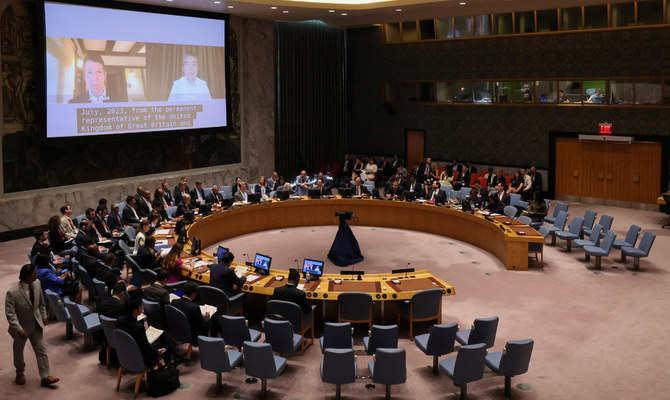 July, 2023, from the permanent
representative of the United
Kingdom of Great Britain and
EXIT